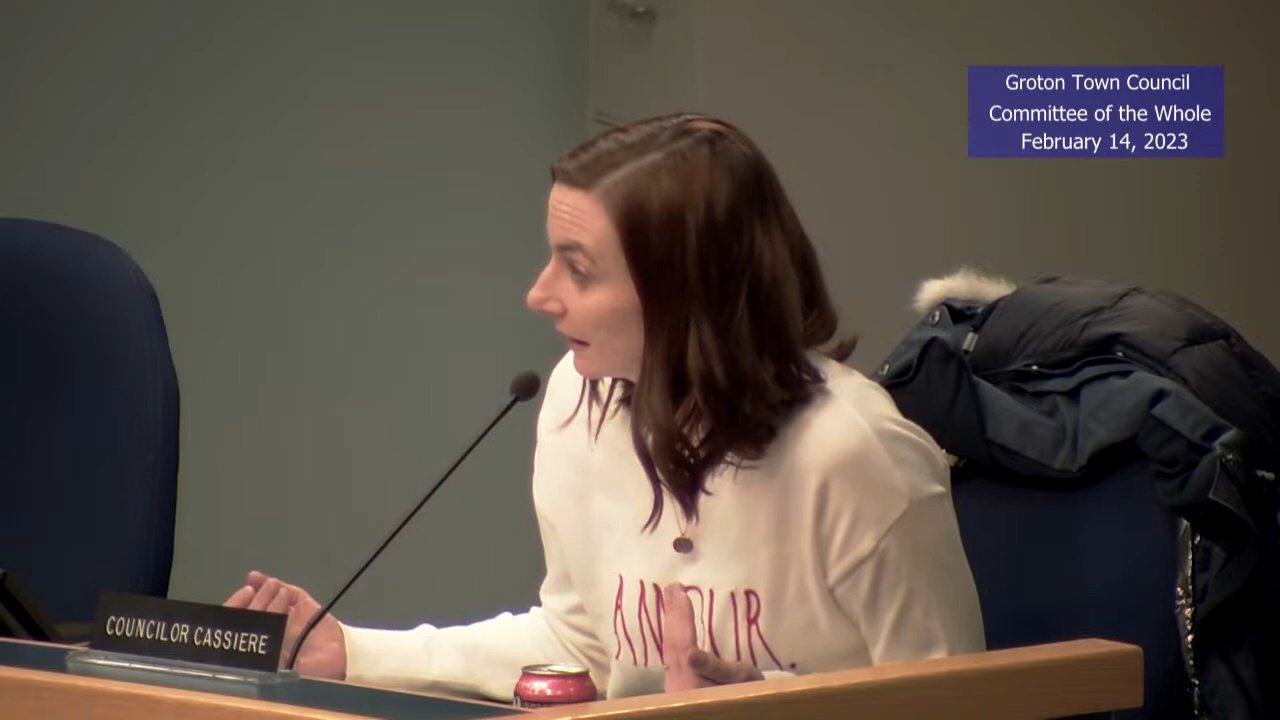 Groton Town Council
Committee of the Whole
February 14, 2023
COUNCILOR CASSIERE